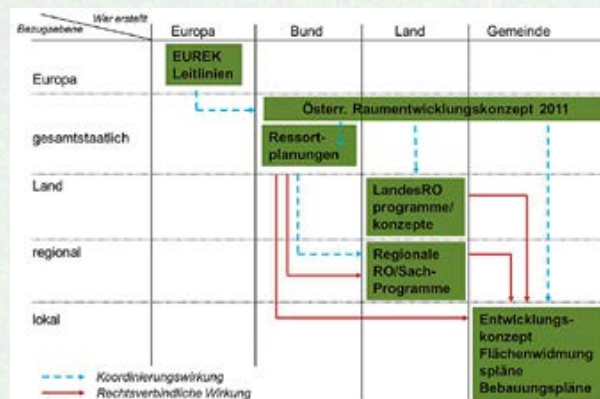 Wer erstellt
Bezugsebene
Europa Bund Land Gemeinde
EUREK
Leitlinien
Europa
Österr. Raumentwicklungskonzept 2011
gesamtstaatlich
Ressort-
planungen
Land
LandesRO
programme/
konzepte
regional
Regionale
RO/Sach-
Programme
lokal
Entwicklungs-
konzept
Flächenwidmung
spläne
Bebauungspläne
Koordinierungswirkung
Rechtsverbindliche Wirkung